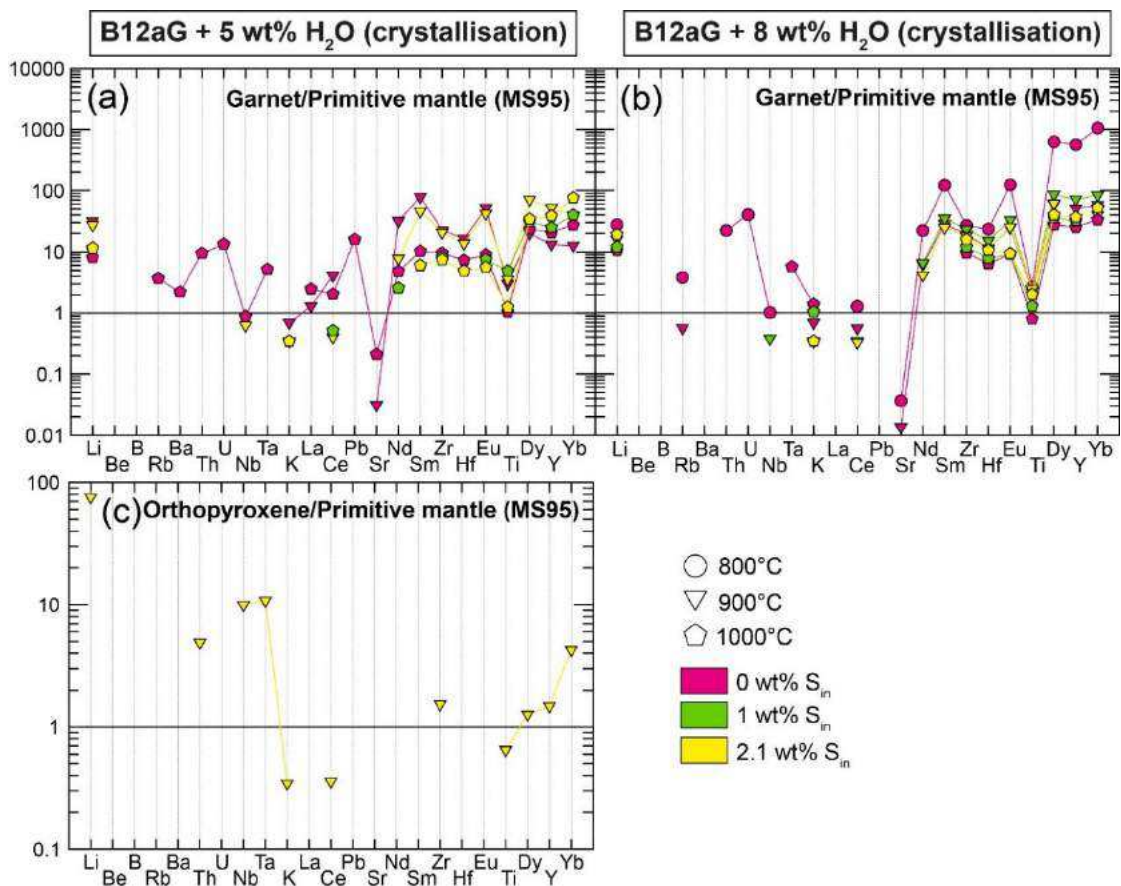 B12aG + 5 wt% H₂O (crystallisation)
B12aG + 8 wt% H₂O (crystallisation)
10000
1000
100
10
1
0.1
0.01
(a)
Garnet/Primitive mantle (MS95)
(b)
Garnet/Primitive mantle (MS95)
Li B Ba U Ta La Pb Nd Zr Eu Dy Yb
Be Rb Th Nb K Ce Sr Sm Hf Ti Y
Li B Ba U Ta La Pb Nd Zr Eu Dy Yb
Be Rb Th Nb K Ce Sr Sm Hf Ti Y
100
10
1
0.1
(c)
Orthopyroxene/Primitive mantle (MS95)
Li B Ba U Ta La Pb Nd Zr Eu Dy Yb
Be Rb Th Nb K Ce Sr Sm Hf Ti Y
800°C
900°C
1000°C
0 wt% Sᵢₙ
1 wt% Sᵢₙ
2.1 wt% Sᵢₙ